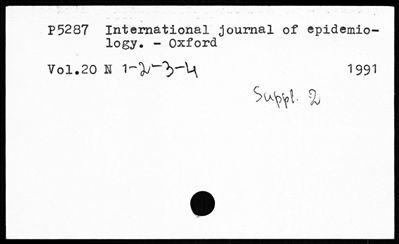 P5287 International journal of epidemio-
logy. - Oxford
Vol.20 N 1-2-3-4 1991
Suppl. 2